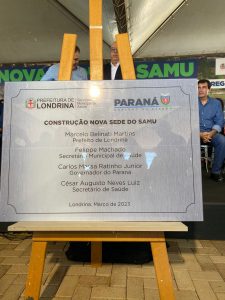 NOVA
DO SAMU
PREFEITURA DE
LONDRINA
PARANÁ
CONSTRUÇÃO NOVA SEDE DO SAMU
Marcelo Belinati Martins
Prefeito de Londrina
Felippe Machado
Secretário Municipal de Saúde
Carlos Massa Ratinho Junior
Governador do Paraná
César Augusto Neves Luiz
Secretário de Saúde
Londrina, Março de 2023